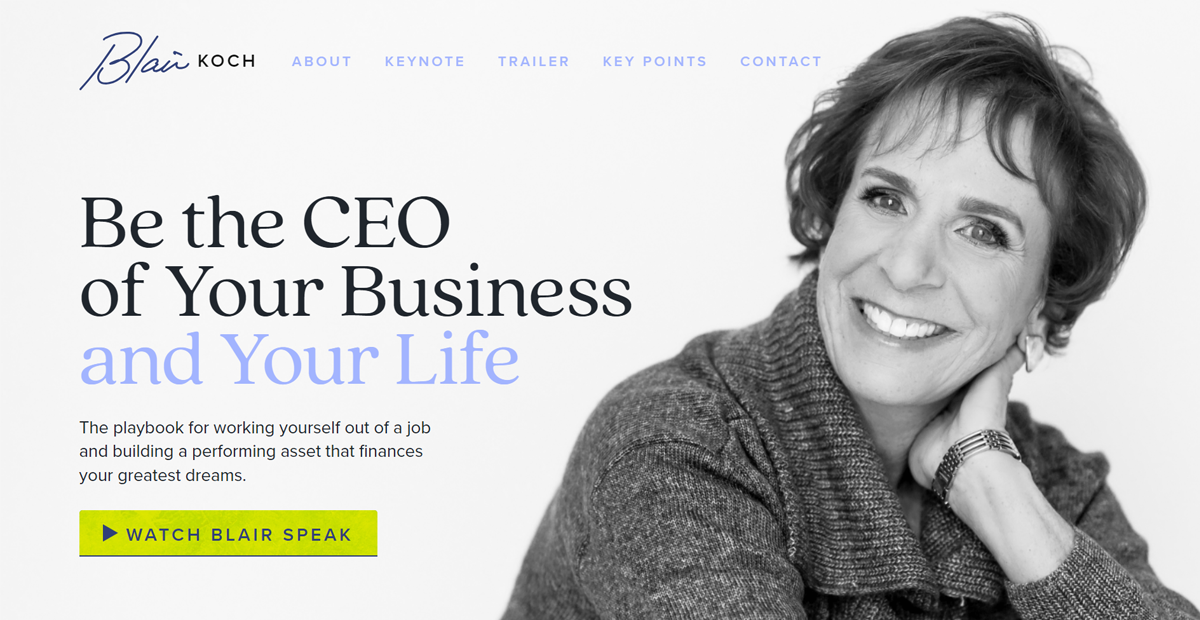 Blair KOCH
ABOUT KEYNOTE TRAILER KEY POINTS CONTACT
Be the CEO
of Your Business
and Your Life
The playbook for working yourself out of a job
and building a performing asset that finances
your greatest dreams.
WATCH BLAIR SPEAK